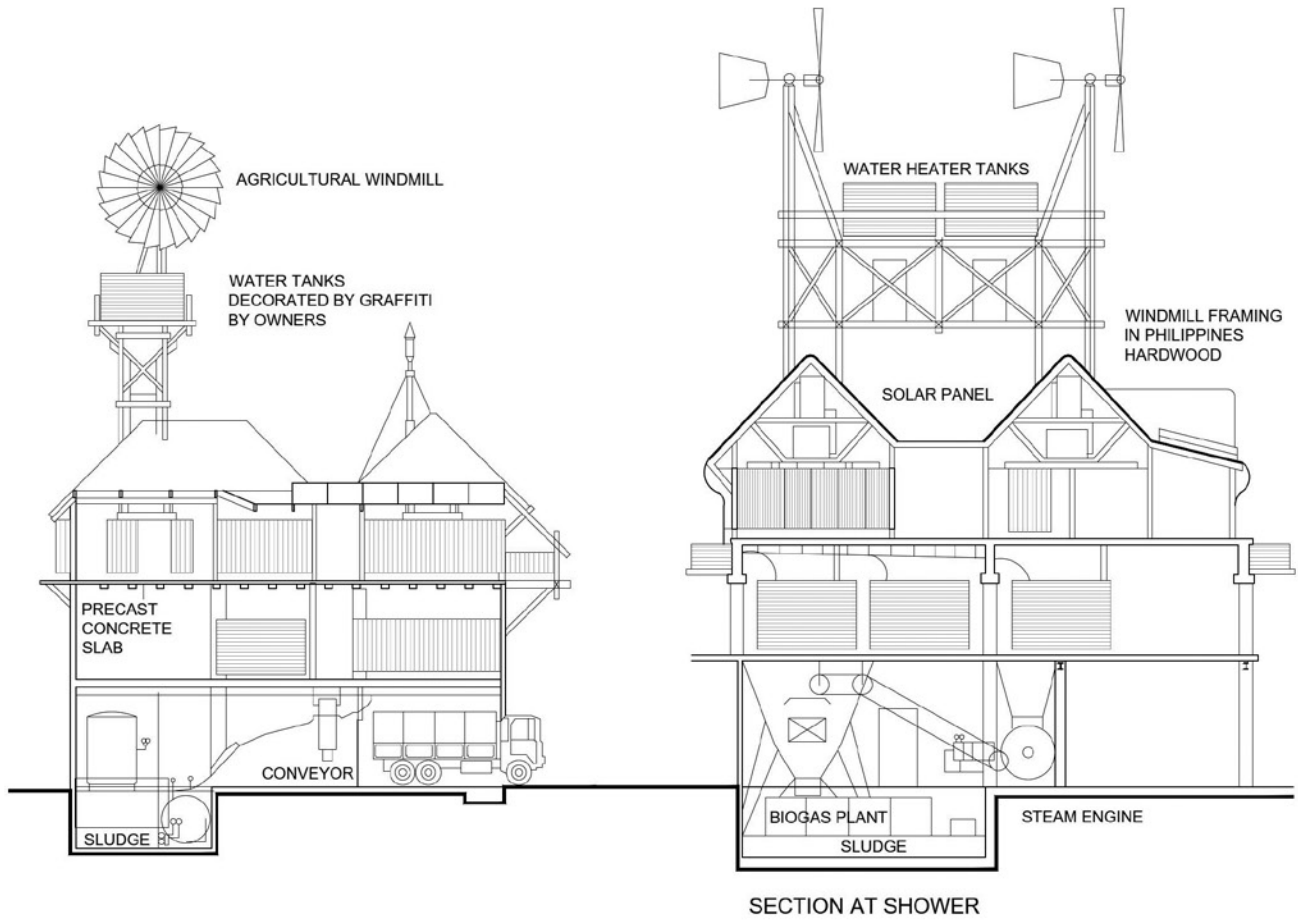 AGRICULTURAL WINDMILL
WATER TANKS
DECORATED BY GRAFFITI
BY OWNERS
PRECAST
CONCRETE
SLAB
CONVEYOR
SLUDGE
WATER HEATER TANKS
WINDMILL FRAMING
IN PHILIPPINES
HARDWOOD
SOLAR PANEL
BIOGAS PLANT
STEAM ENGINE
SLUDGE
SECTION AT SHOWER